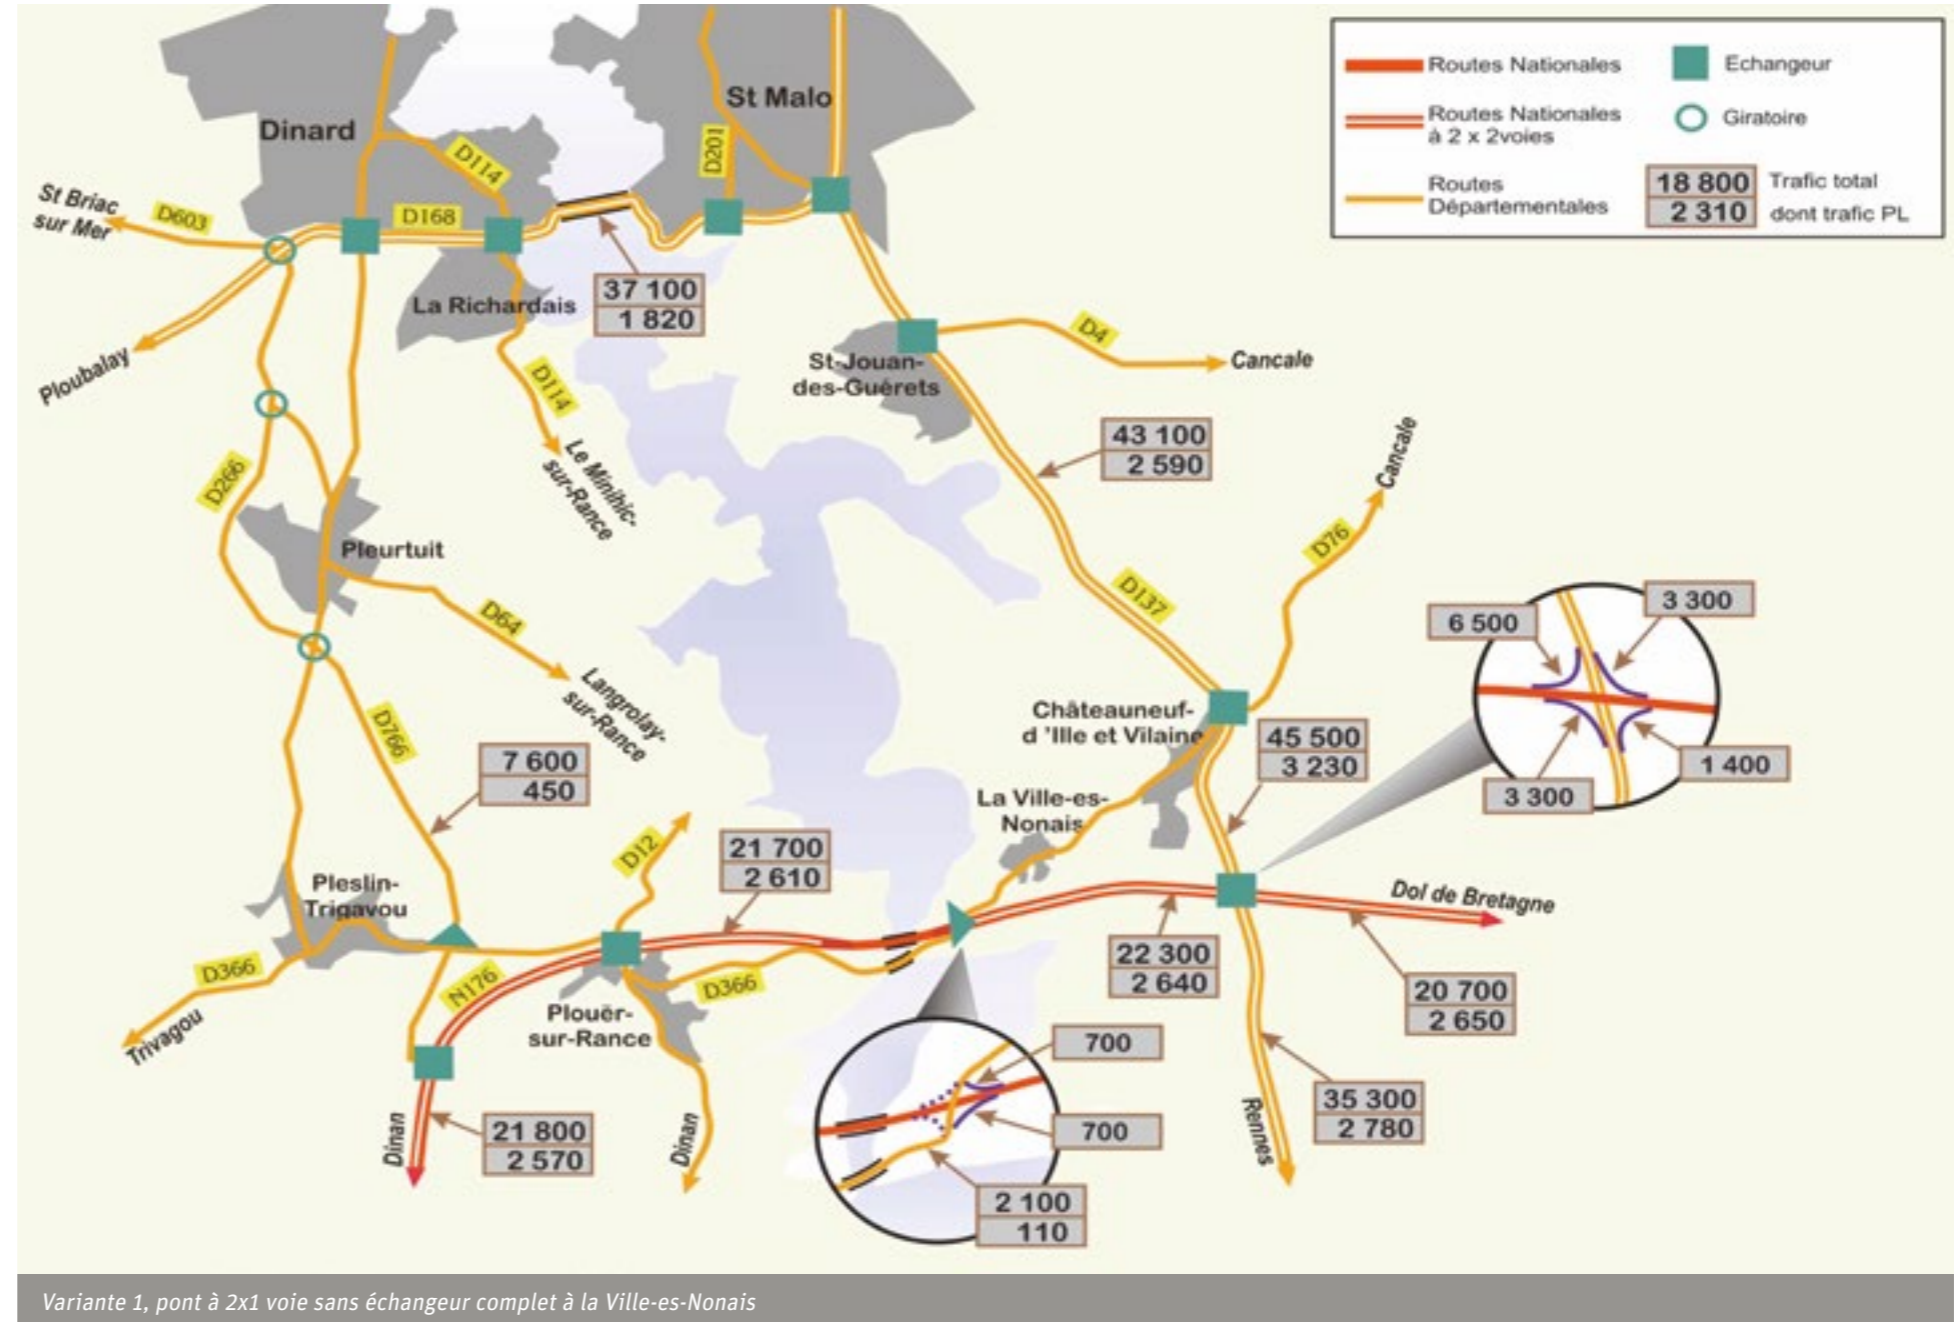 Routes Nationales
Routes Nationales
à 2 x 2voies
Routes
Départementales
Echangeur
Giratoire
18 800
2 310
Trafic total
dont trafic PL
St Malo
Dinard
D201
D114
St Briac
sur Mer
D603
D168
La Richardais
37 100
1 820
Ploubalay
St-Jouan-
des-Guérets
D4
Cancale
D114
Le Minihic-
sur-Rance
43 100
2 590
Cancale
D266
Pleurtuit
D76
D64
Langrolay-
sur-Rance
D137
6 500
3 300
3 300
1 400
D766
Châteauneuf-
d 'Ille et Vilaine
45 500
3 230
7 600
450
La Ville-es-
Nonais
D12
21 700
2 610
Pleslin-
Trigavou
Dol de Bretagne
D366
N176
D366
22 300
2 640
20 700
2 650
Plouër-
sur-Rance
Trivagou
700
700
2 100
110
35 300
2 780
Rennes
Dinan
21 800
2 570
Dinan
Variante 1, pont à 2x1 voie sans échangeur complet à la Ville-es-Nonais